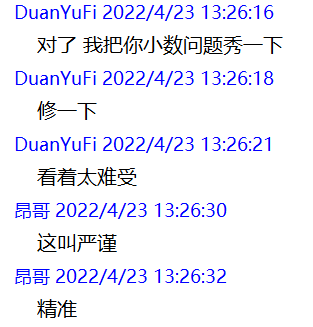 DuanYuFi 2022/4/23 13:26:16
对了 我把你小数问题秀一下
DuanYuFi 2022/4/23 13:26:18
修一下
DuanYuFi 2022/4/23 13:26:21
看着太难受
昂哥 2022/4/23 13:26:30
这叫严谨
昂哥 2022/4/23 13:26:32
精准